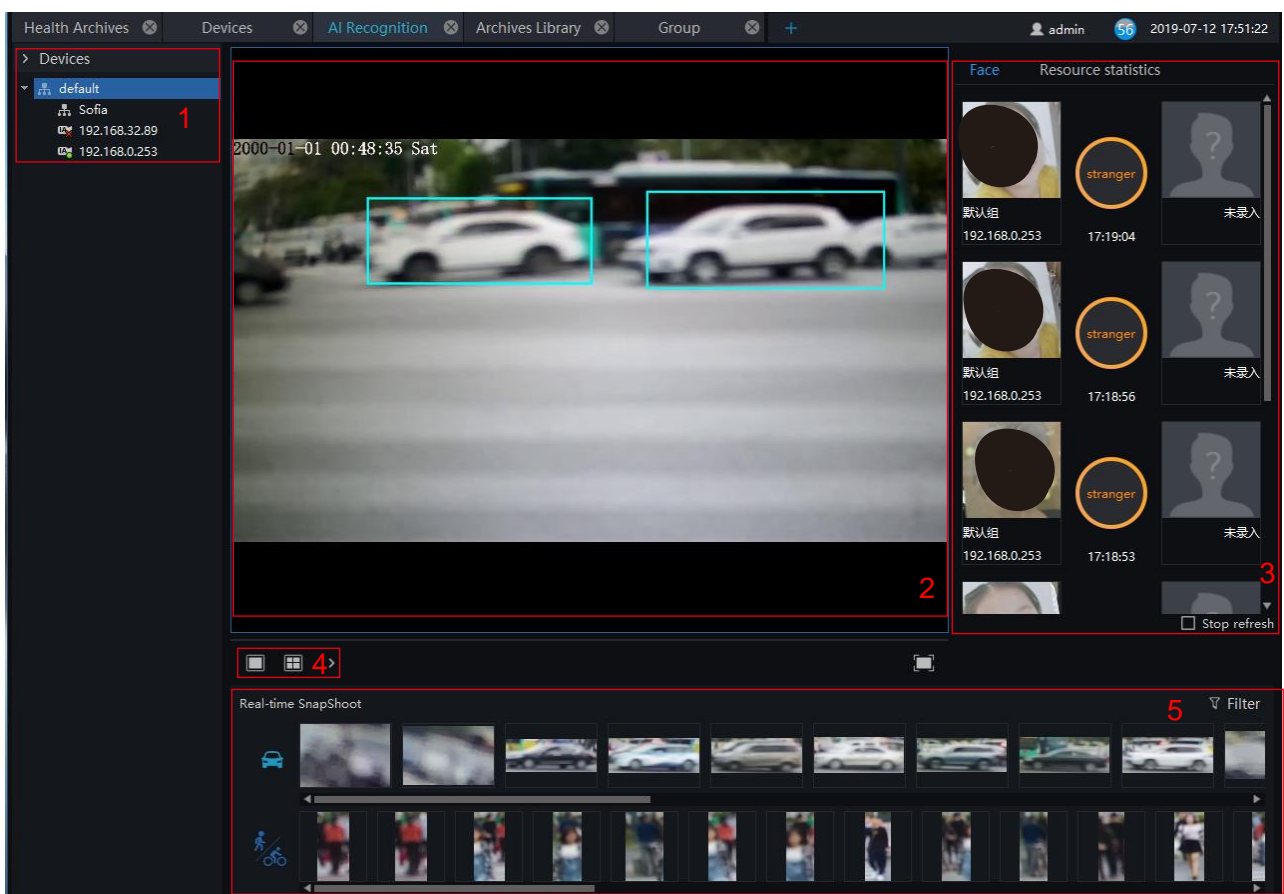 Health Archives
Devices
AI Recognition
Archives Library
Group
+
admin
56
2019-07-12 17:51:22
> Devices
default
Sofia
192.168.32.89
192.168.0.253
1
2000-01-01 00:48:35 Sat
2
Face
Resource statistics
stranger
默认组
未录入
192.168.0.253
17:19:04
stranger
默认组
未录入
192.168.0.253
17:18:56
stranger
默认组
未录入
192.168.0.253
17:18:53
3
Stop refresh
4
Real-time SnapShoot
5
Filter